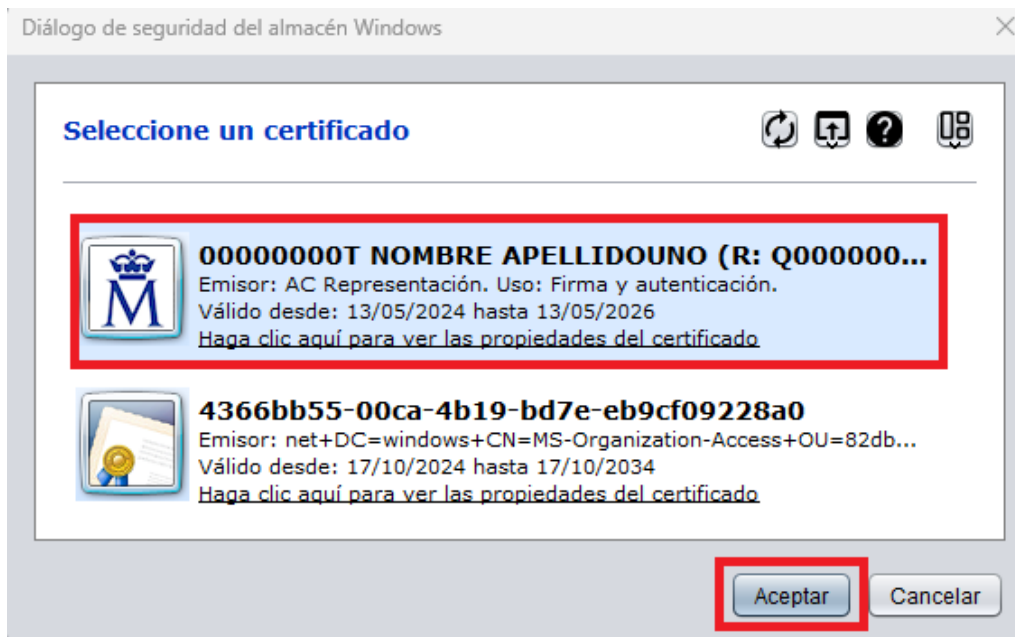 Diálogo de seguridad del almacén Windows
Seleccione un certificado
00000000T NOMBRE APELLIDOUNO (R: Q000000...
Emisor: AC Representación. Uso: Firma y autenticación.
Válido desde: 13/05/2024 hasta 13/05/2026
Haga clic aquí para ver las propiedades del certificado
4366bb55-00ca-4b19-bd7e-eb9cf09228a0
Emisor: net+DC=windows+CN=MS-Organization-Access+OU=82db...
Válido desde: 17/10/2024 hasta 17/10/2034
Haga clic aquí para ver las propiedades del certificado
Aceptar
Cancelar